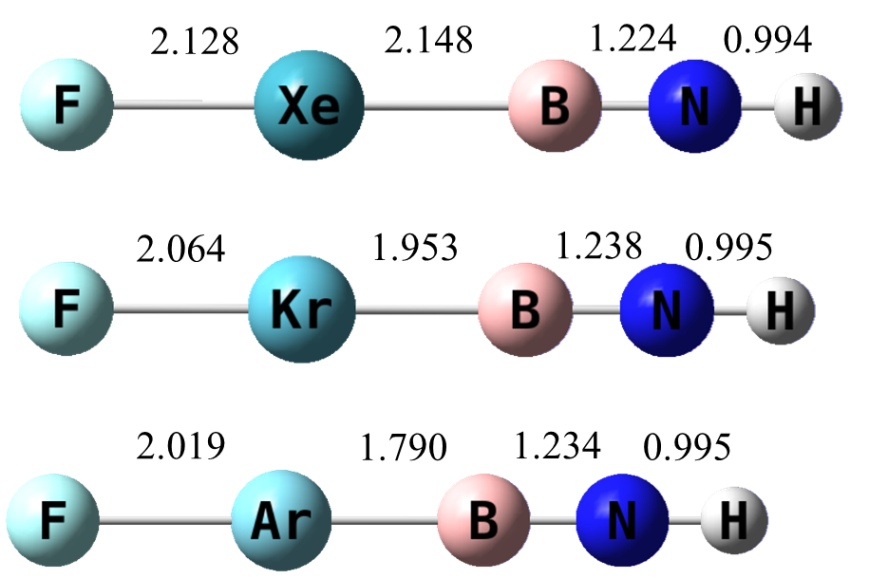 2.128 2.148 1.224 0.994
F Xe B N H
2.064 1.953 1.238 0.995
F Kr B N H
2.019 1.790 1.234 0.995
F Ar B N H